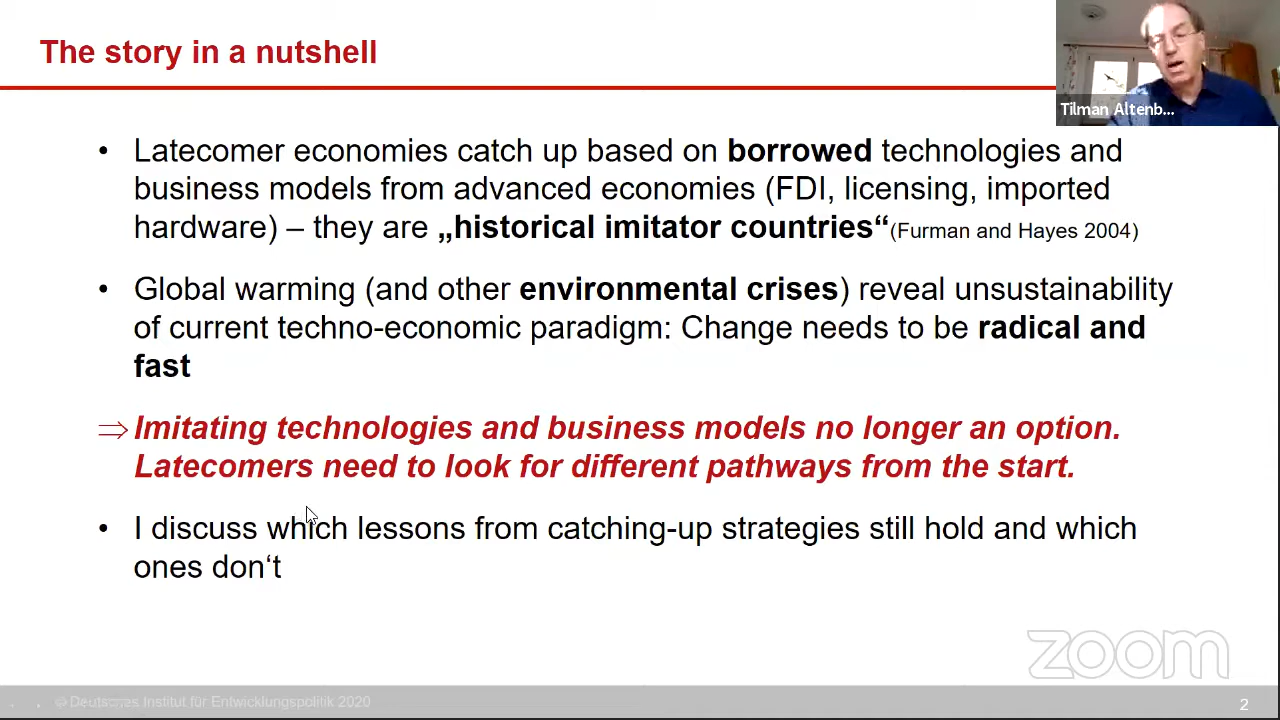 The story in a nutshell
Tilman Altenb...
• Latecomer economies catch up based on borrowed technologies and
business models from advanced economies (FDI, licensing, imported
hardware) – they are „historical imitator countries“(Furman and Hayes 2004)
• Global warming (and other environmental crises) reveal unsustainability
of current techno-economic paradigm: Change needs to be radical and
fast
⇒ Imitating technologies and business models no longer an option.
Latecomers need to look for different pathways from the start.
• I discuss which lessons from catching-up strategies still hold and which
ones don‘t
zoom
© Deutsches Institut für Entwicklungspolitik 2020
2